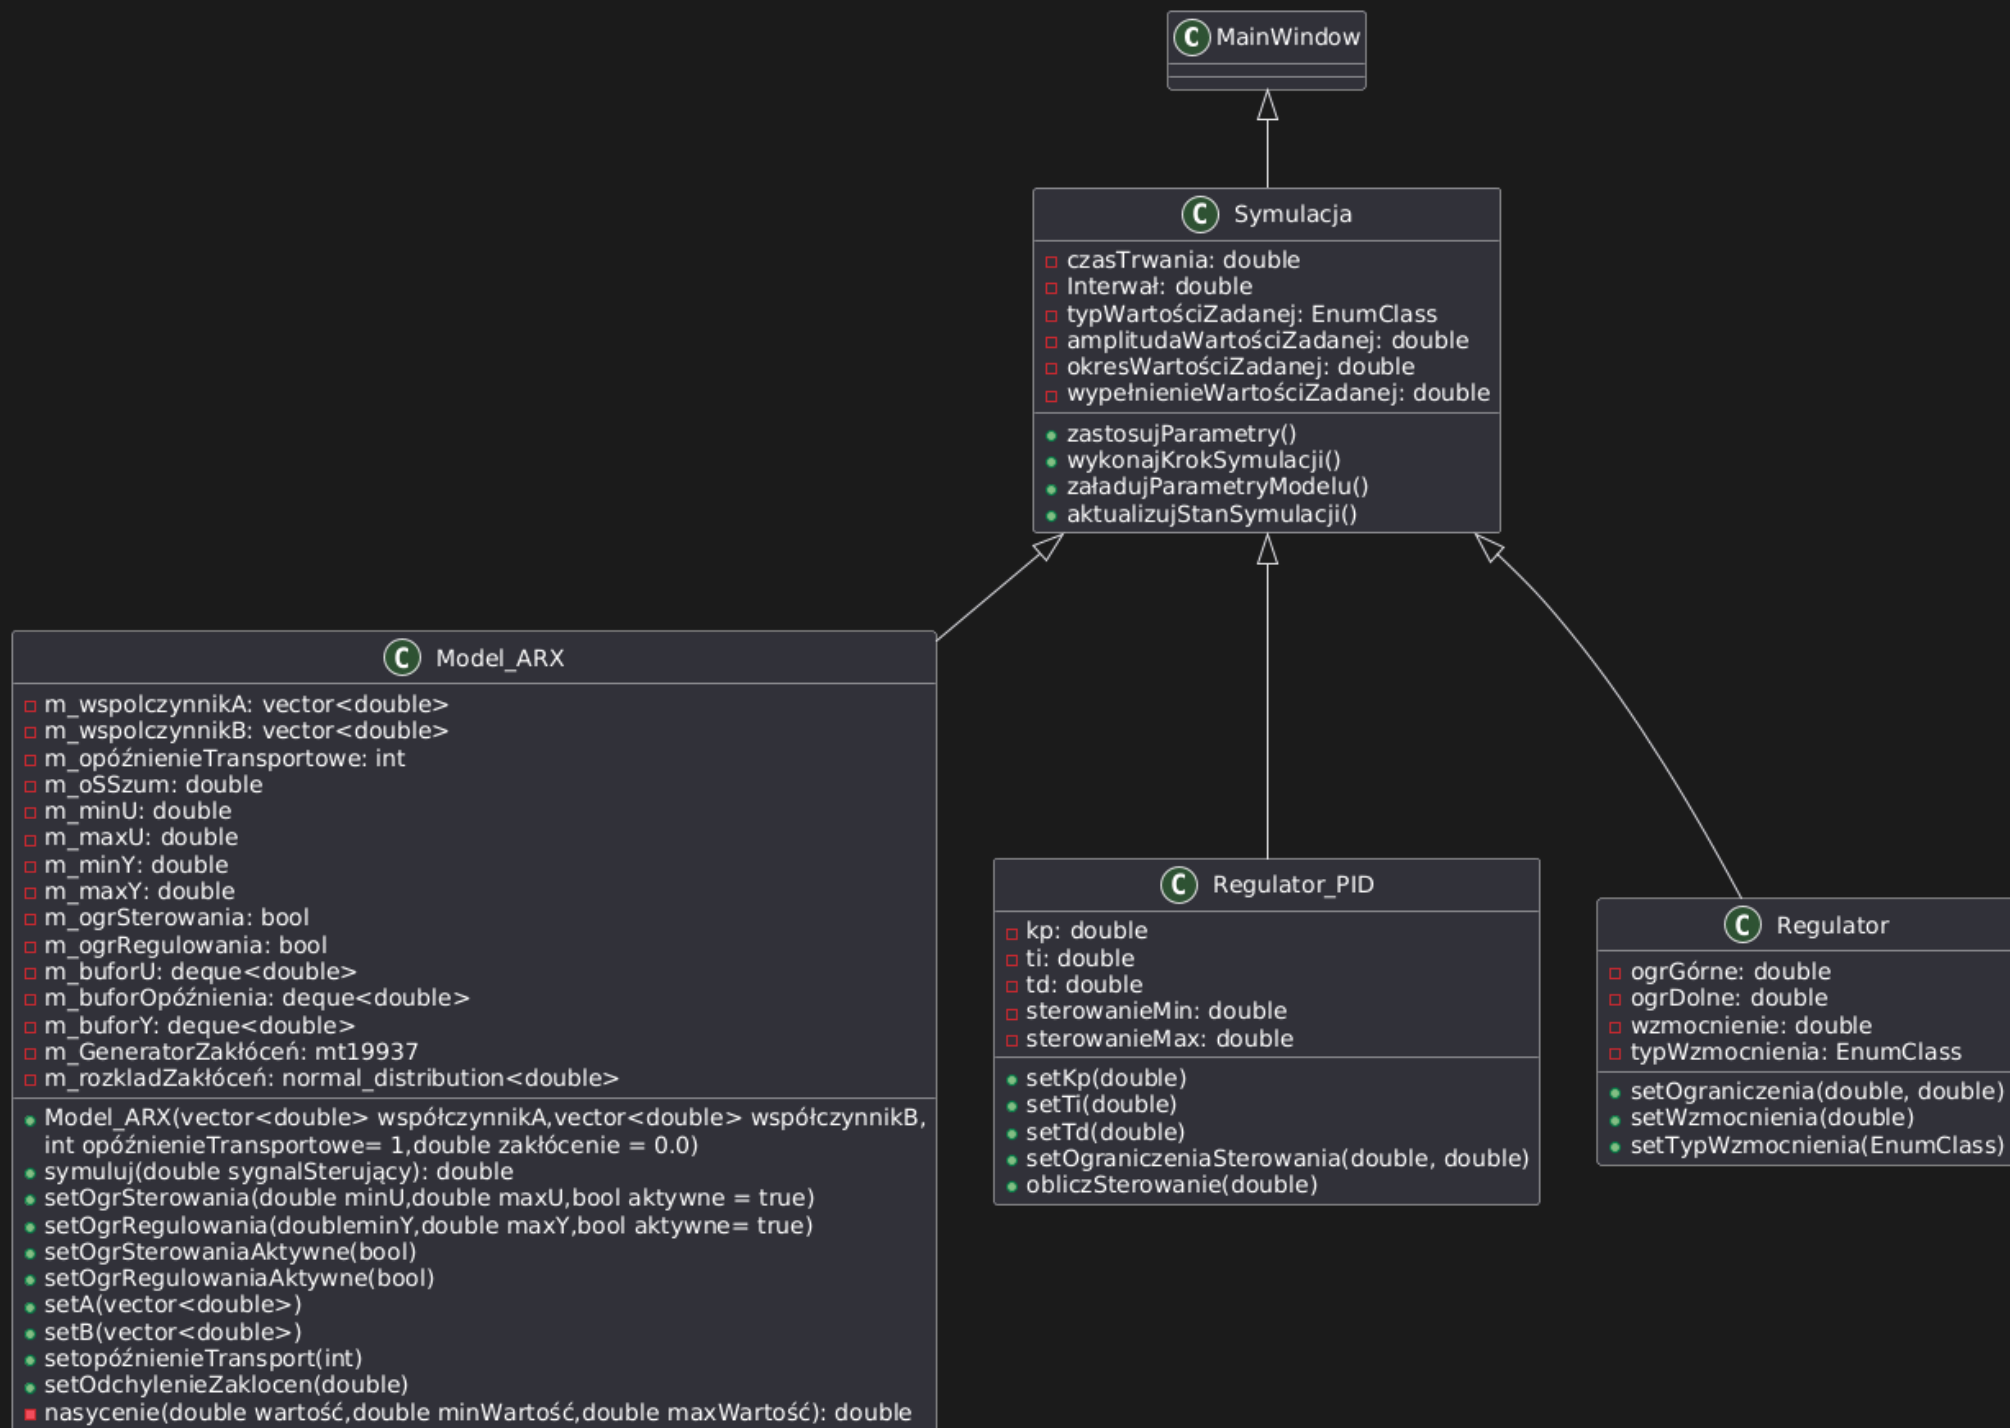 C MainWindow
C Symulacja
czasTrwania: double
Interwał: double
typWartościZadanej: EnumClass
amplitudaWartościZadanej: double
okresWartościZadanej: double
wypełnienieWartościZadanej: double
zastosujParametry()
wykonajKrokSymulacji()
załadujParametryModelu()
aktualizujStanSymulacji()
C Model_ARX
m_wspolczynnikA: vector<double>
m_wspolczynnikB: vector<double>
m_opóźnienieTransportowe: int
m_oSSzum: double
m_minU: double
m_maxU: double
m_minY: double
m_maxY: double
m_ogrSterowania: bool
m_ogrRegulowania: bool
m_buforU: deque<double>
m_buforOpóźnienia: deque<double>
m_buforY: deque<double>
m_GeneratorZakłóceń: mt19937
m_rozkladZakłóceń: normal_distribution<double>
Model_ARX(vector<double> współczynnikA,vector<double> współczynnikB,
int opóźnienieTransportowe= 1,double zakłócenie = 0.0)
symuluj(double sygnalSterujący): double
setOgrSterowania(double minU,double maxU,bool aktywne = true)
setOgrRegulowania(doubleminY,double maxY,bool aktywne= true)
setOgrSterowaniaAktywne(bool)
setOgrRegulowaniaAktywne(bool)
setA(vector<double>)
setB(vector<double>)
setopóźnienieTransport(int)
setOdchylenieZaklocen(double)
nasycenie(double wartość,double minWartość,double maxWartość): double
C Regulator_PID
kp: double
ti: double
td: double
sterowanieMin: double
sterowanieMax: double
setKp(double)
setTi(double)
setTd(double)
setOgraniczeniaSterowania(double, double)
obliczSterowanie(double)
C Regulator
ogrGórne: double
ogrDolne: double
wzmocnienie: double
typWzmocnienia: EnumClass
setOgraniczenia(double, double)
setWzmocnienia(double)
setTypWzmocnienia(EnumClass)